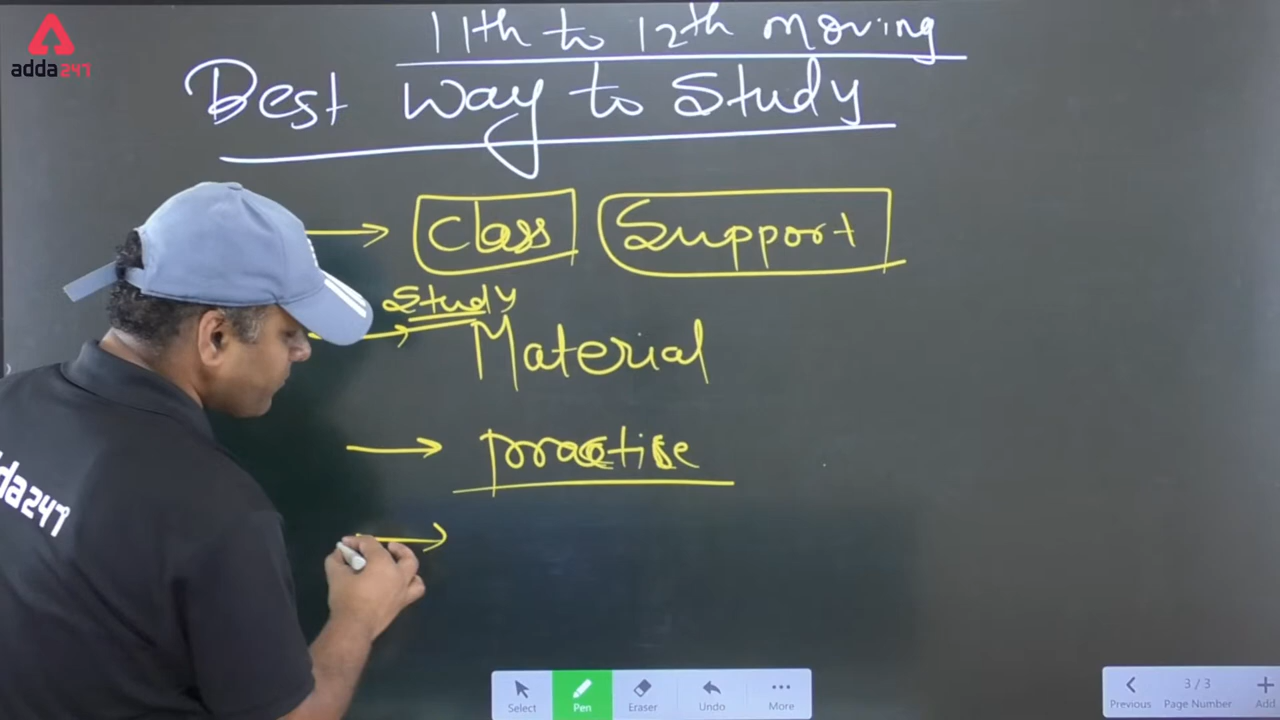 11th to 12th moving
adda247
Best Way to Study
Class Support
Study
Material
practise
da247
Select Pen Eraser Undo More
3/3
Previous Page Number Add